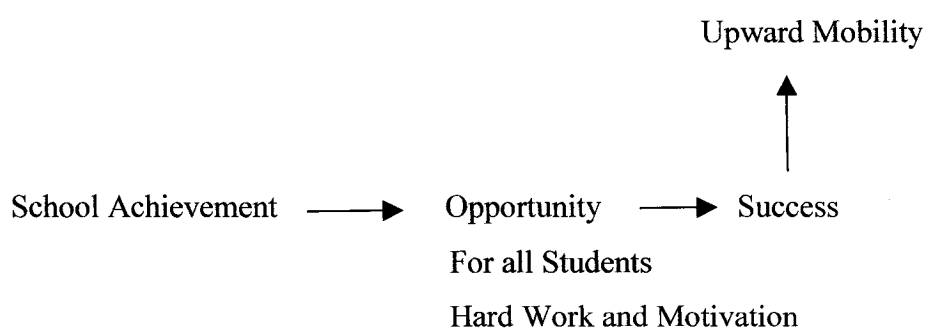 Upward Mobility
School Achievement Opportunity Success
For all Students
Hard Work and Motivation